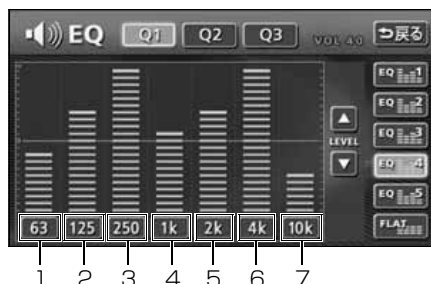 EQ Q1 Q2 Q3 VOL 40 戻る
EQ 1
EQ 2
EQ 3
LEVEL
EQ 4
EQ 5
63 125 250 1k 2k 4k 10k FLAT
1 2 3 4 5 6 7